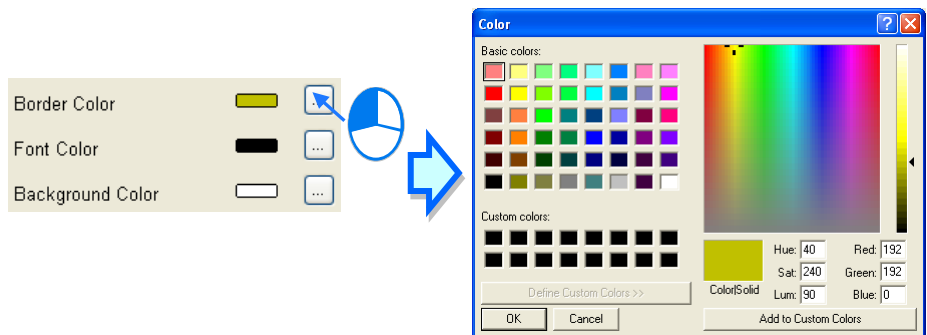 Border Color
...
Font Color
...
Background Color
...
Color
?
Basic colors:
Custom colors:
Define Custom Colors >>
OK
Cancel
Color|Solid
Hue: 40
Sat: 240
Lum: 90
Red: 192
Green: 192
Blue: 0
Add to Custom Colors